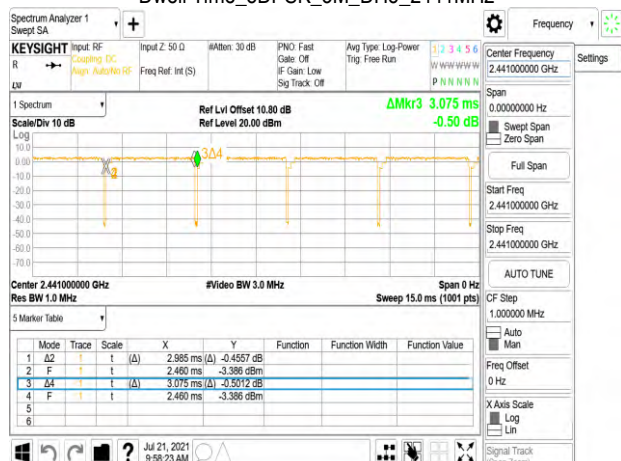 Spectrum Analyzer 1
Swept SA
Frequency
KEYSIGHT Input: RF Input Z: 50 Ω #Atten: 30 dB PNO: Fast Avg Type: Log-Power 1 2 3 4 5 6
R Coupling: DC Gate: Off Trig: Free Run W W W W W W
Align: Auto/No RF Freq Ref: Int (S) IF Gain: Low
LXI Sig Track: Off P N N N N N
Center Frequency
2.441000000 GHz
Settings
Span
0.00000000 Hz
Swept Span
Zero Span
Full Span
Start Freq
2.441000000 GHz
Stop Freq
2.441000000 GHz
AUTO TUNE
CF Step
1.000000 MHz
Auto
Man
Freq Offset
0 Hz
X Axis Scale
Log
Lin
Signal Track
1 Spectrum
Scale/Div 10 dB
Ref Lvl Offset 10.80 dB
Ref Level 20.00 dBm
ΔMkr3 3.075 ms
-0.50 dB
Log
10.0
0.00
-10.0
-20.0
-30.0
-40.0
-50.0
-60.0
-70.0
3Δ4
Center 2.441000000 GHz #Video BW 3.0 MHz Span 0 Hz
Res BW 1.0 MHz Sweep 15.0 ms (1001 pts)
5 Marker Table
Mode Trace Scale X Y Function Function Width Function Value
1 Δ2 1 t (Δ) 2.985 ms (Δ) -0.4557 dB
2 F 1 t 2.460 ms -3.386 dBm
3 Δ4 1 t (Δ) 3.075 ms (Δ) -0.5012 dB
4 F 1 t 2.460 ms -3.386 dBm
5
6
Jul 21, 2021
9:58:23 AM